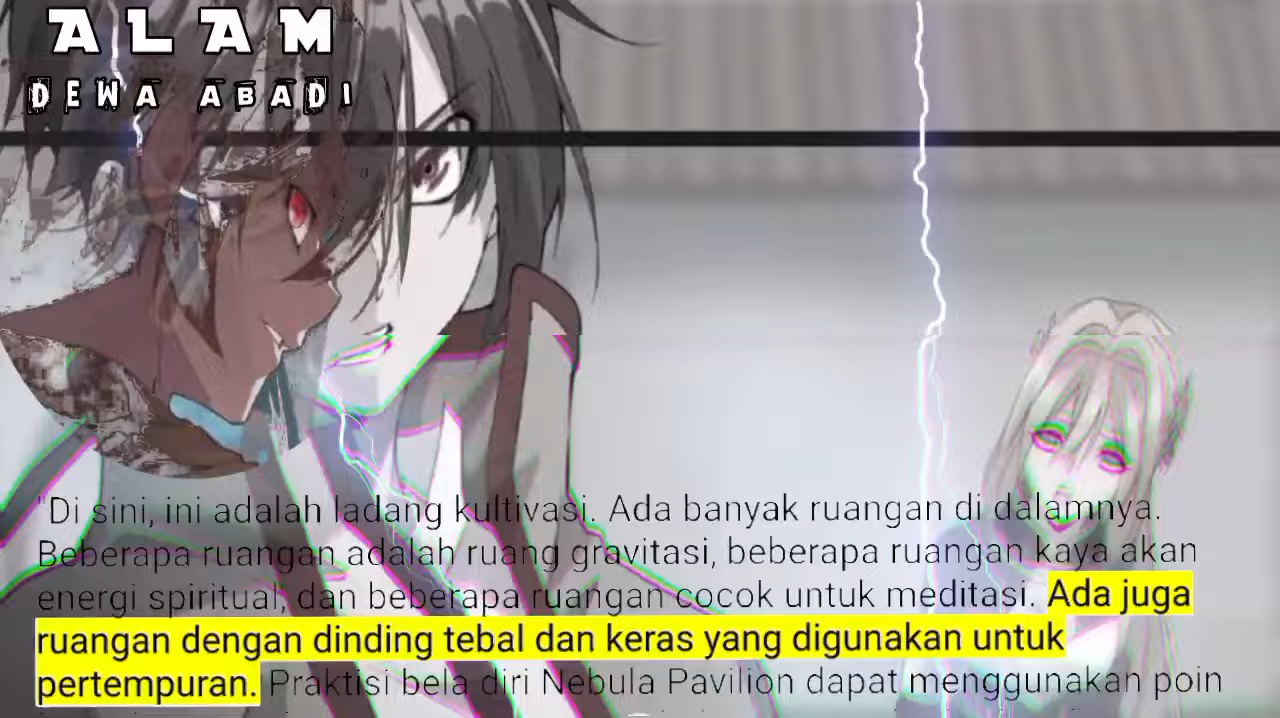 ALAM
DEWA ABADI
"Di sini, ini adalah ladang kultivasi. Ada banyak ruangan di dalamnya.
Beberapa ruangan adalah ruang gravitasi, beberapa ruangan kaya akan
energi spiritual, dan beberapa ruangan cocok untuk meditasi. Ada juga
ruangan dengan dinding tebal dan keras yang digunakan untuk
pertempuran. Praktisi bela diri Nebula Pavilion dapat menggunakan poin